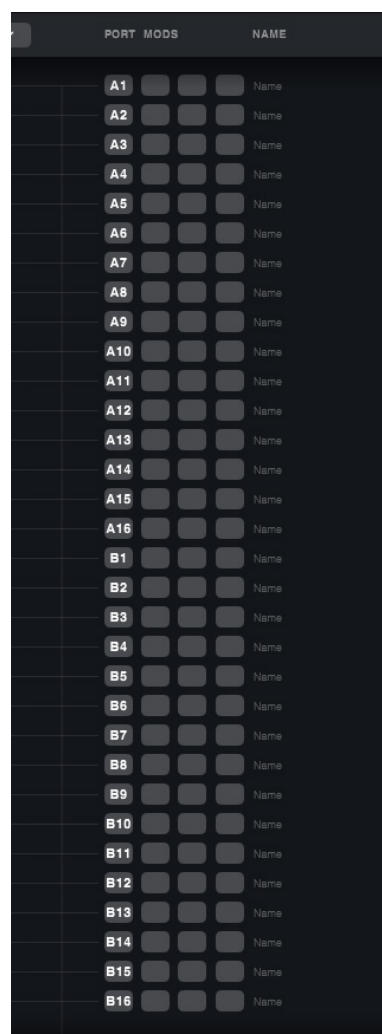 PORT MODS NAME
A1 Name
A2 Name
A3 Name
A4 Name
A5 Name
A6 Name
A7 Name
A8 Name
A9 Name
A10 Name
A11 Name
A12 Name
A13 Name
A14 Name
A15 Name
A16 Name
B1 Name
B2 Name
B3 Name
B4 Name
B5 Name
B6 Name
B7 Name
B8 Name
B9 Name
B10 Name
B11 Name
B12 Name
B13 Name
B14 Name
B15 Name
B16 Name